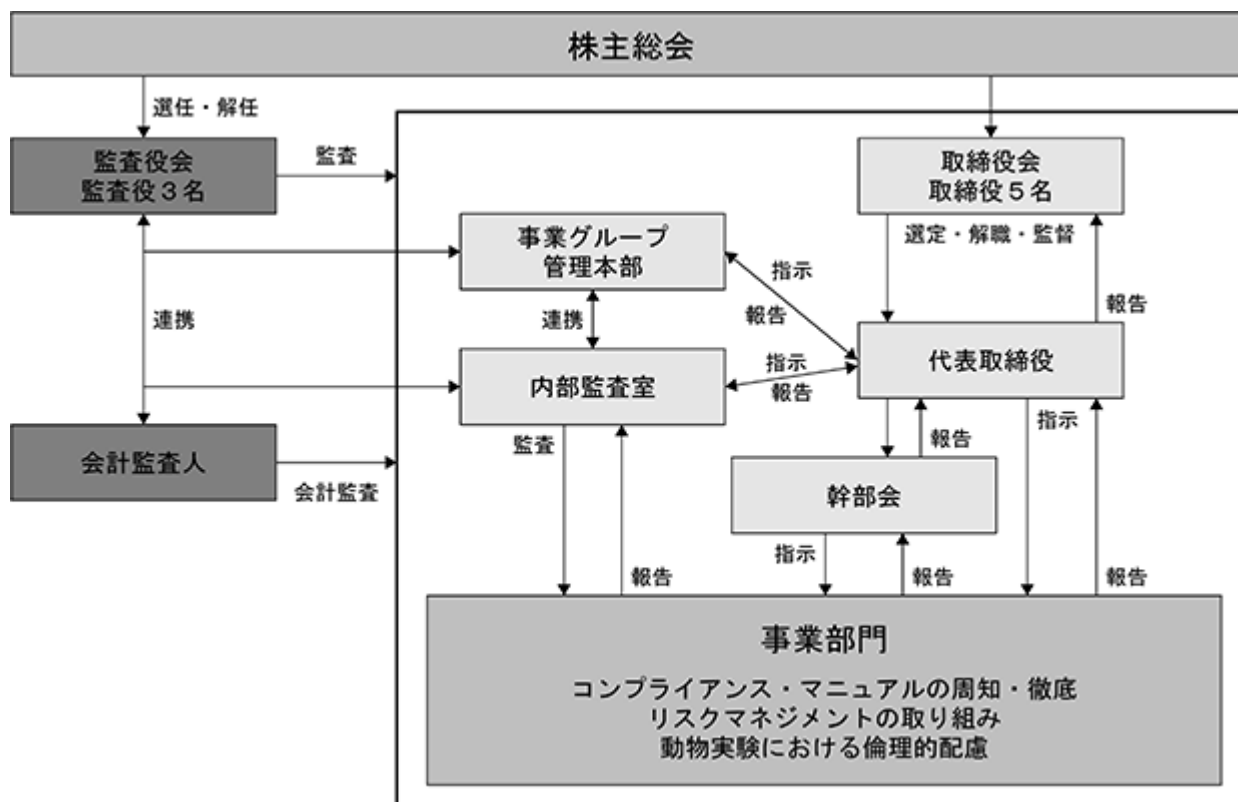 株主総会
選任・解任
監査役会
監査役3名
監査
取締役会
取締役5名
事業グループ
管理本部
選定・解職・監督
指示
報告
報告
連携
連携
代表取締役
指示
報告
内部監査室
監査
会計監査人
会計監査
報告
指示
幹部会
指示
報告
報告
報告
事業部門
コンプライアンス・マニュアルの周知・徹底
リスクマネジメントの取り組み
動物実験における倫理的配慮